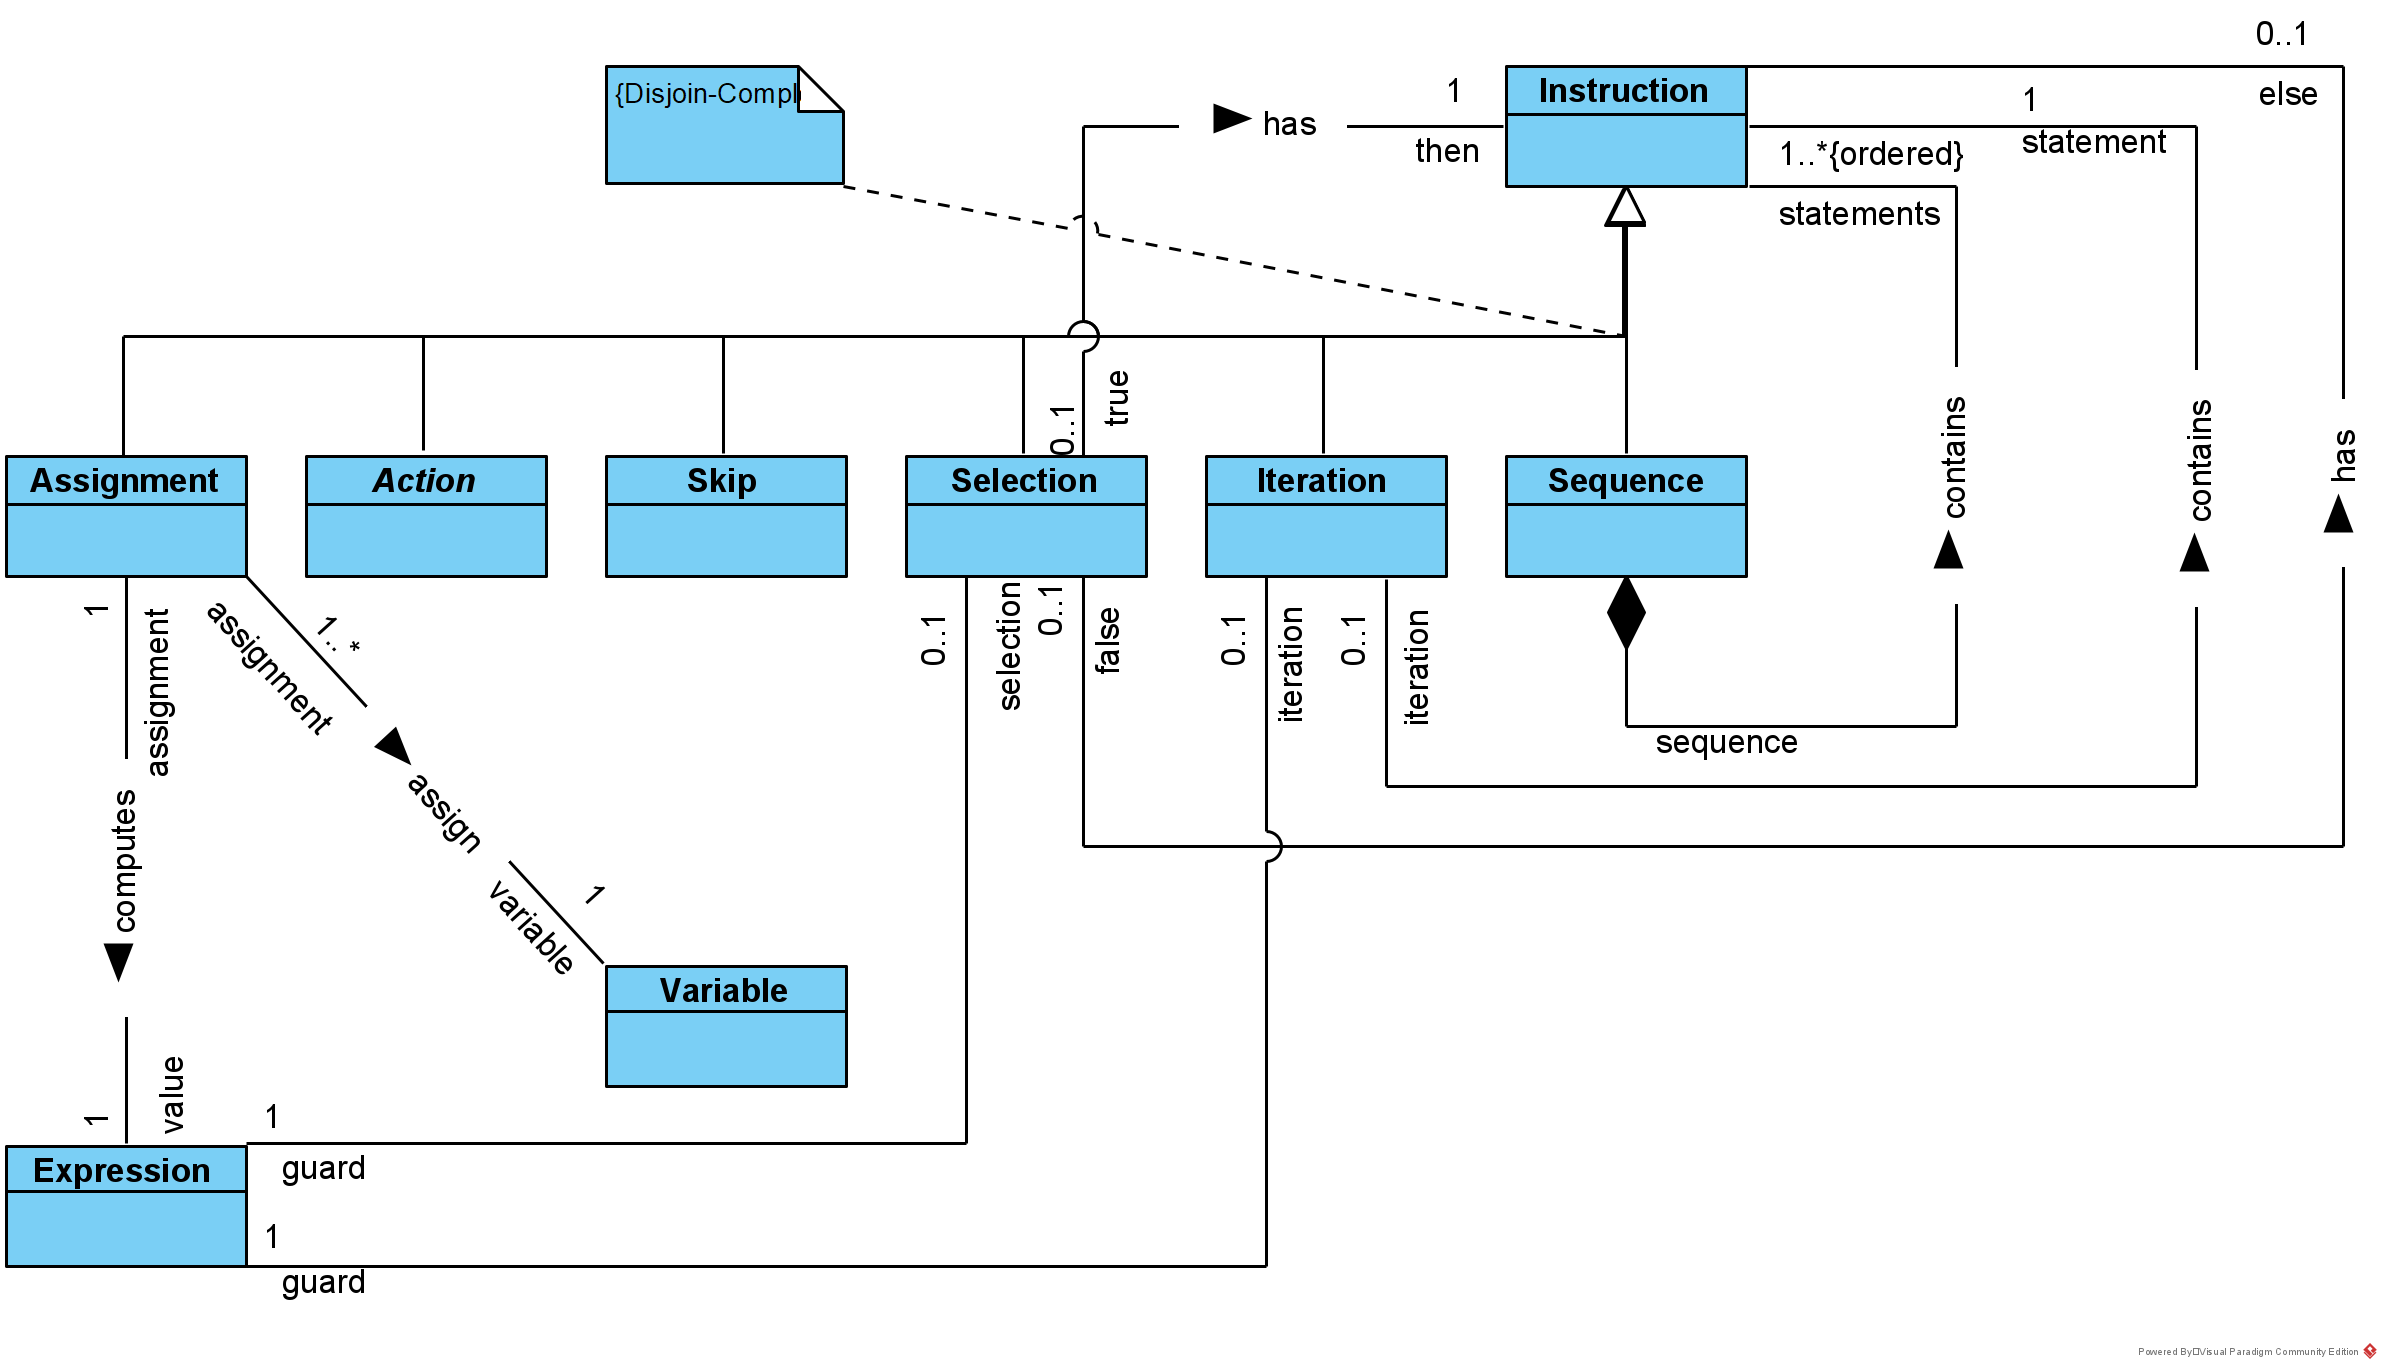 0..1
{Disjoin-Compl
1
Instruction
else
1
has
then
1..*{ordered}
statement
statements
true
0..1
contains
contains
has
Assignment
Action
Skip
Selection
Iteration
Sequence
1
assignment
1..*
assignment
0..1
selection
0..1
false
0..1
iteration
0..1
iteration
sequence
computes
assign
1
variable
Variable
value
1
1
Expression
guard
1
guard
Powered By Visual Paradigm Community Edition